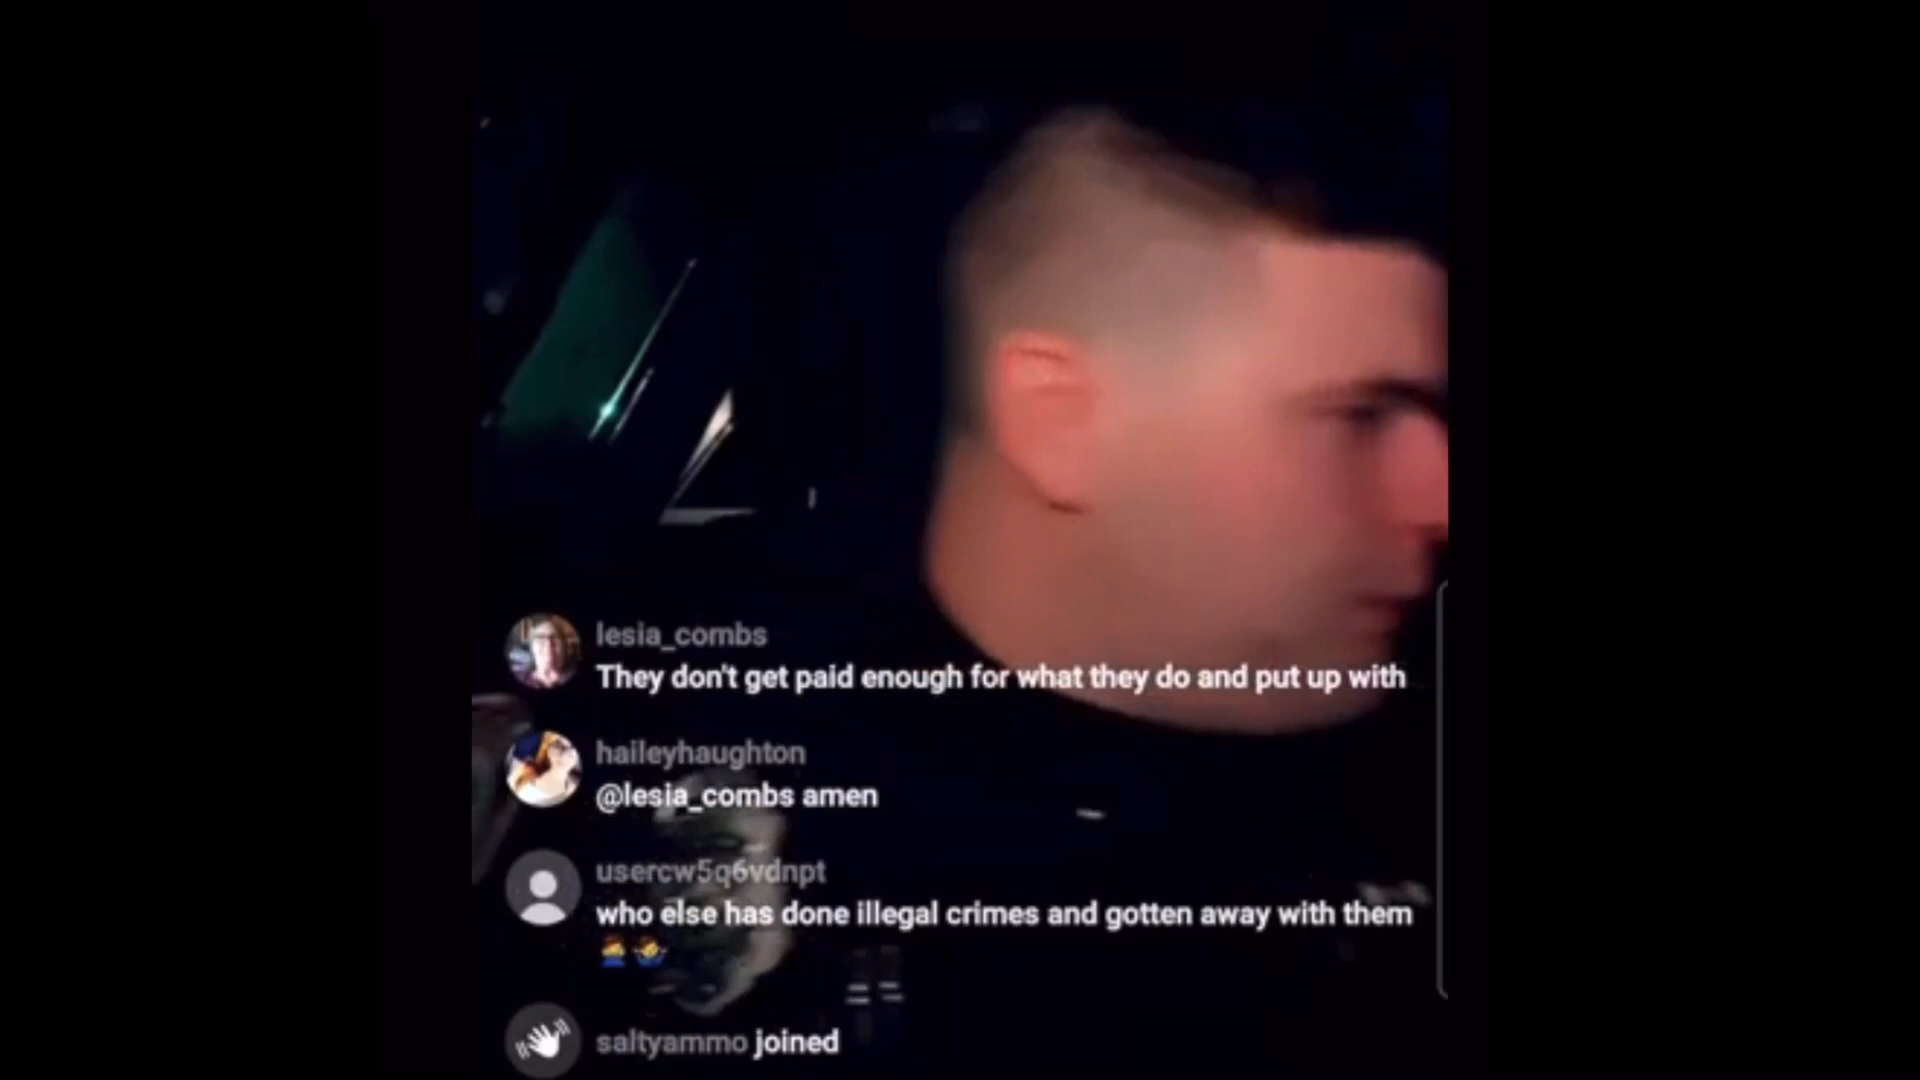 lesia_combs
They don't get paid enough for what they do and put up with
haileyhaughton
@lesia_combs amen
usercw5q6vdnpt
who else has done illegal crimes and gotten away with them
saltyammo joined